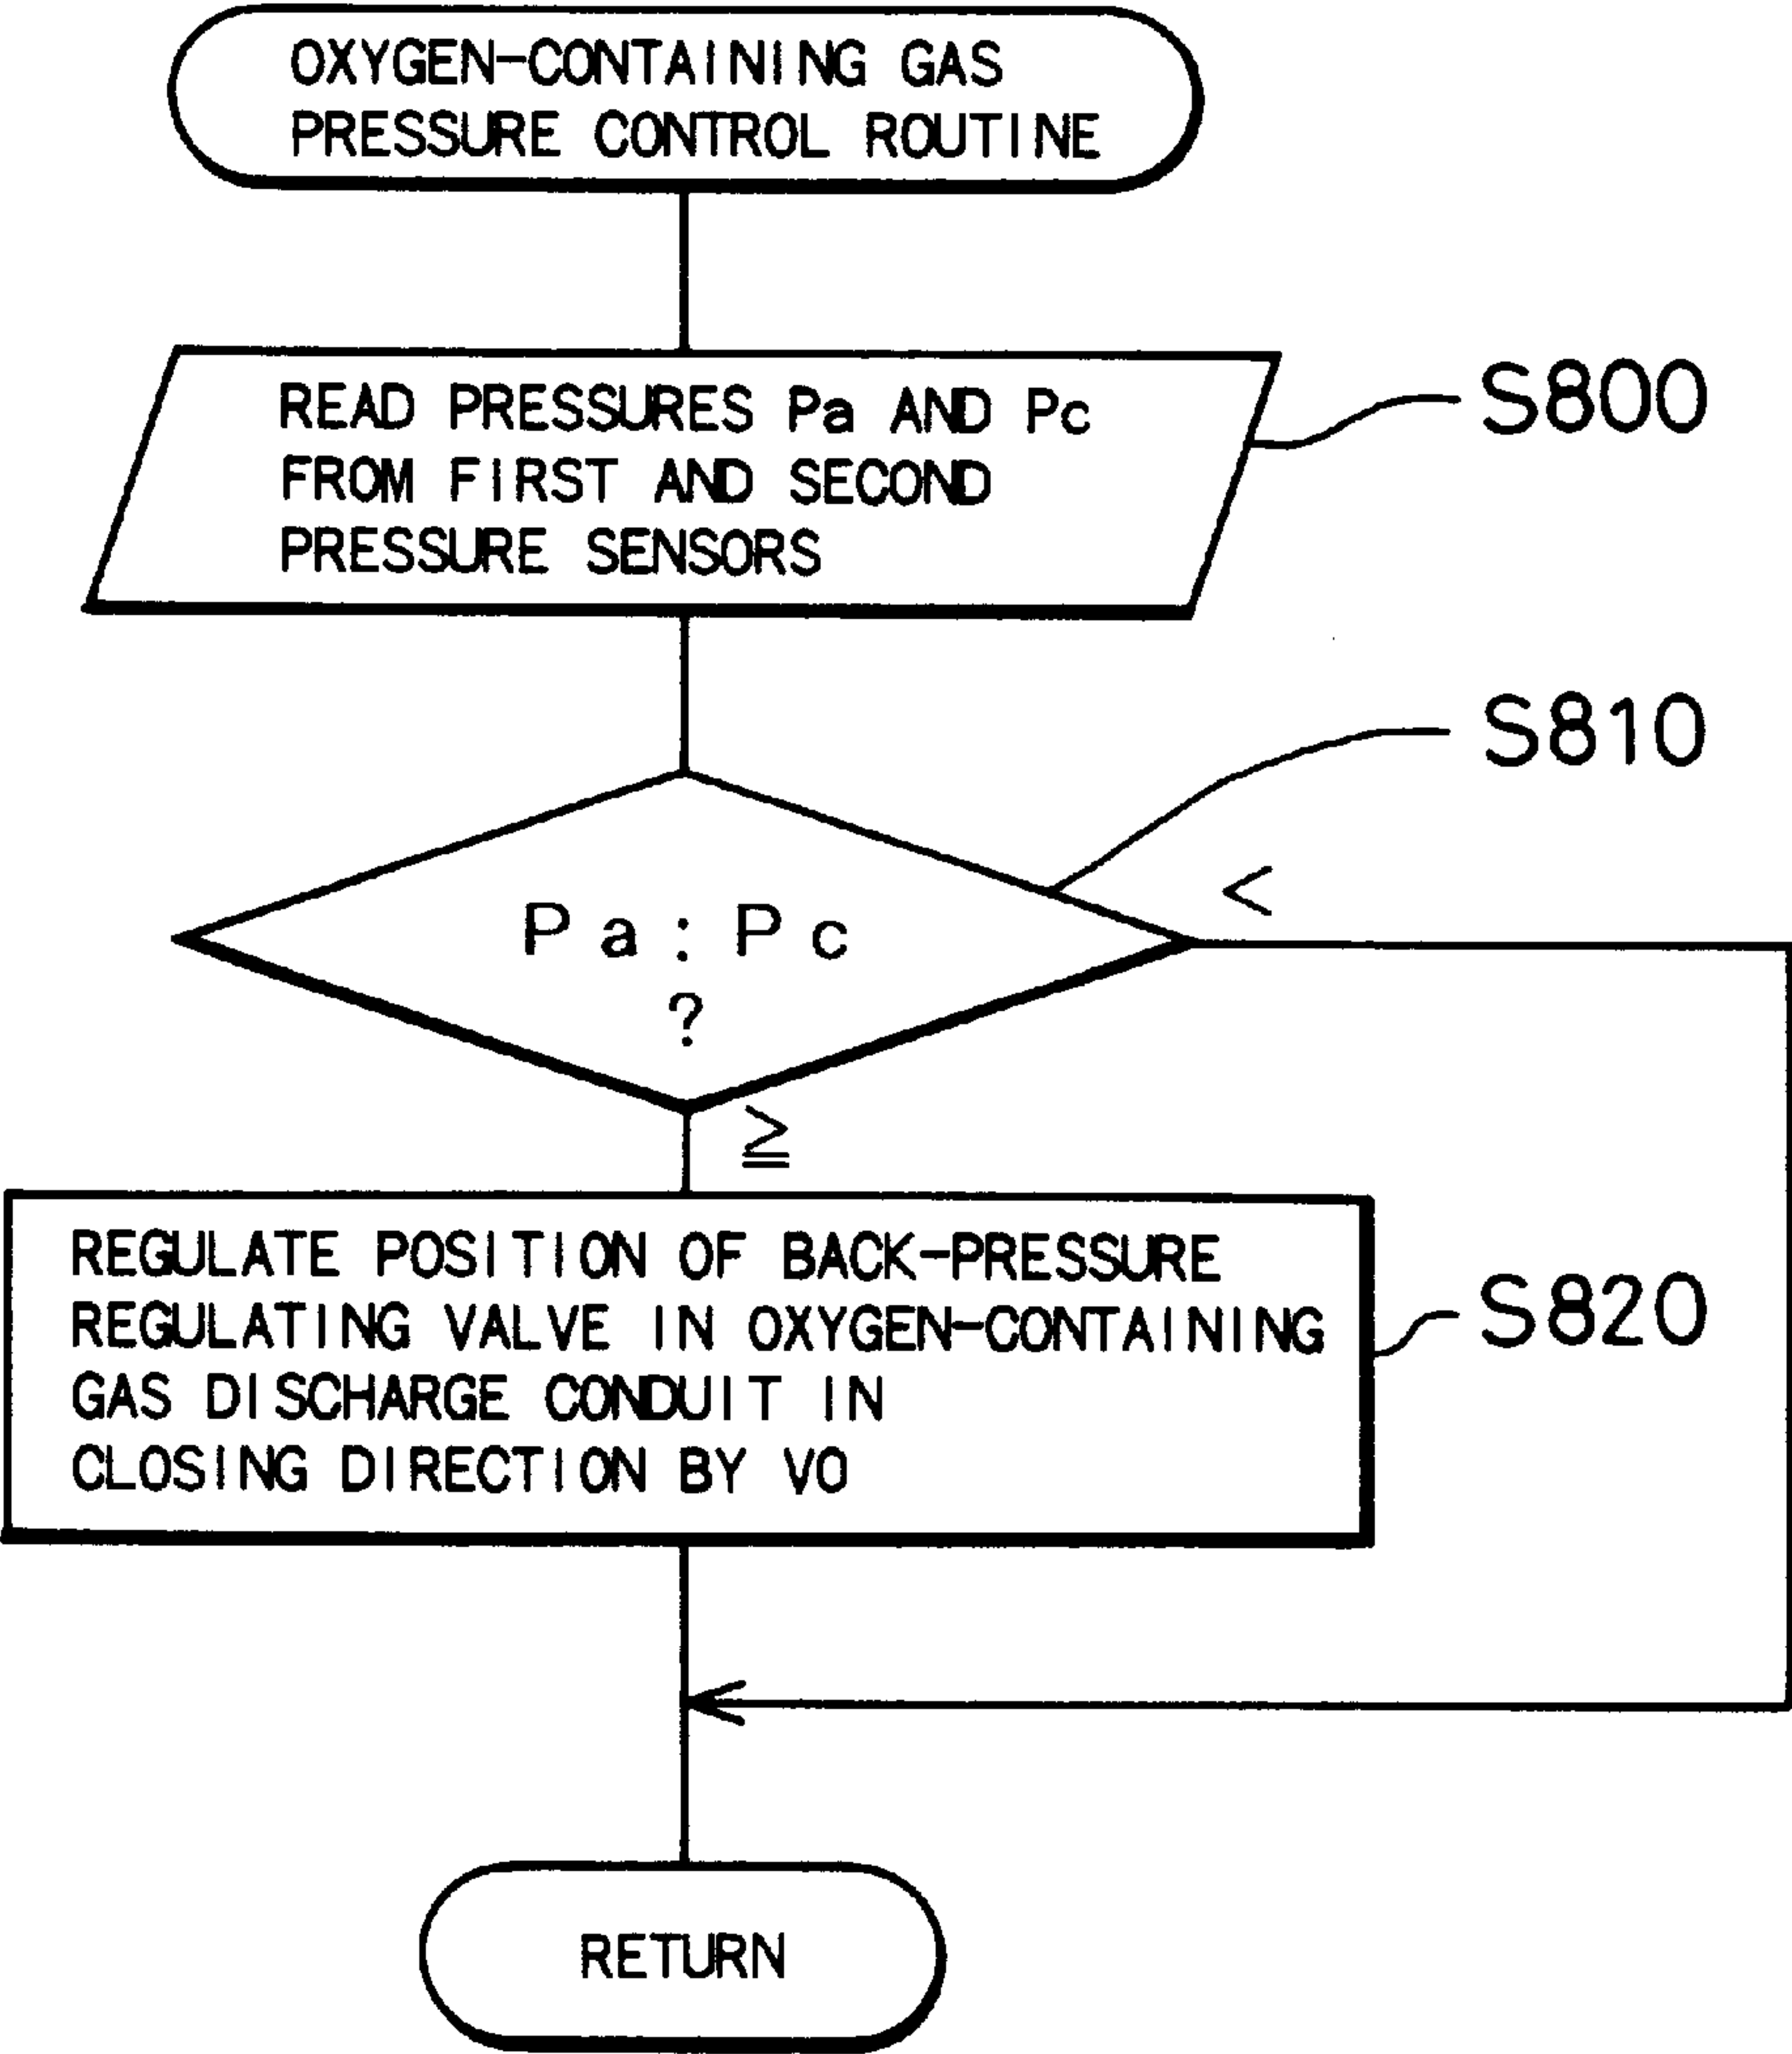 OXYGEN-CONTAINING GAS
PRESSURE CONTROL ROUTINE
READ PRESSURES Pa AND Pc
FROM FIRST AND SECOND
PRESSURE SENSORS
S800
S810
<
Pa:Pc
?
≧
REGULATE POSITION OF BACK-PRESSURE
REGULATING VALVE IN OXYGEN-CONTAINING
GAS DISCHARGE CONDUIT IN
CLOSING DIRECTION BY VO
S820
RETURN